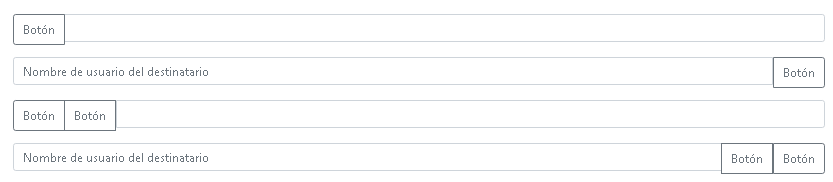 Botón
Nombre de usuario del destinatario Botón
Botón Botón
Nombre de usuario del destinatario Botón Botón